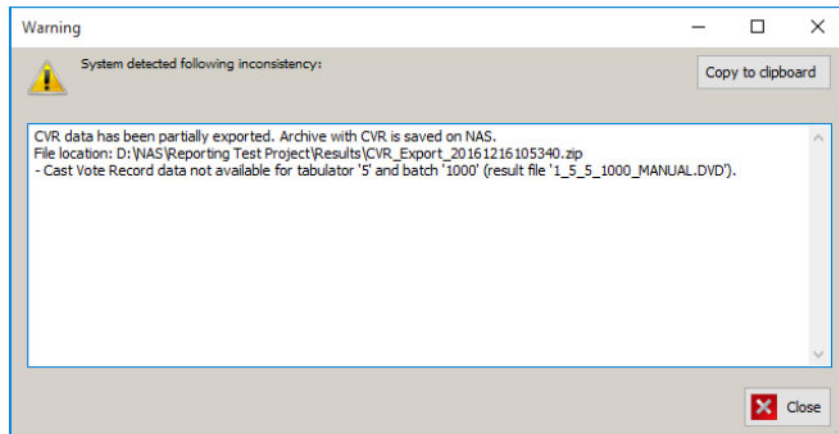 Warning
System detected following inconsistency:
Copy to clipboard
CVR data has been partially exported. Archive with CVR is saved on NAS.
File location: D:\NAS\Reporting Test Project\Results\CVR_Export_20161216105340.zip
- Cast Vote Record data not available for tabulator '5' and batch '1000' (result file '1_5_5_1000_MANUAL.DVD').
Close